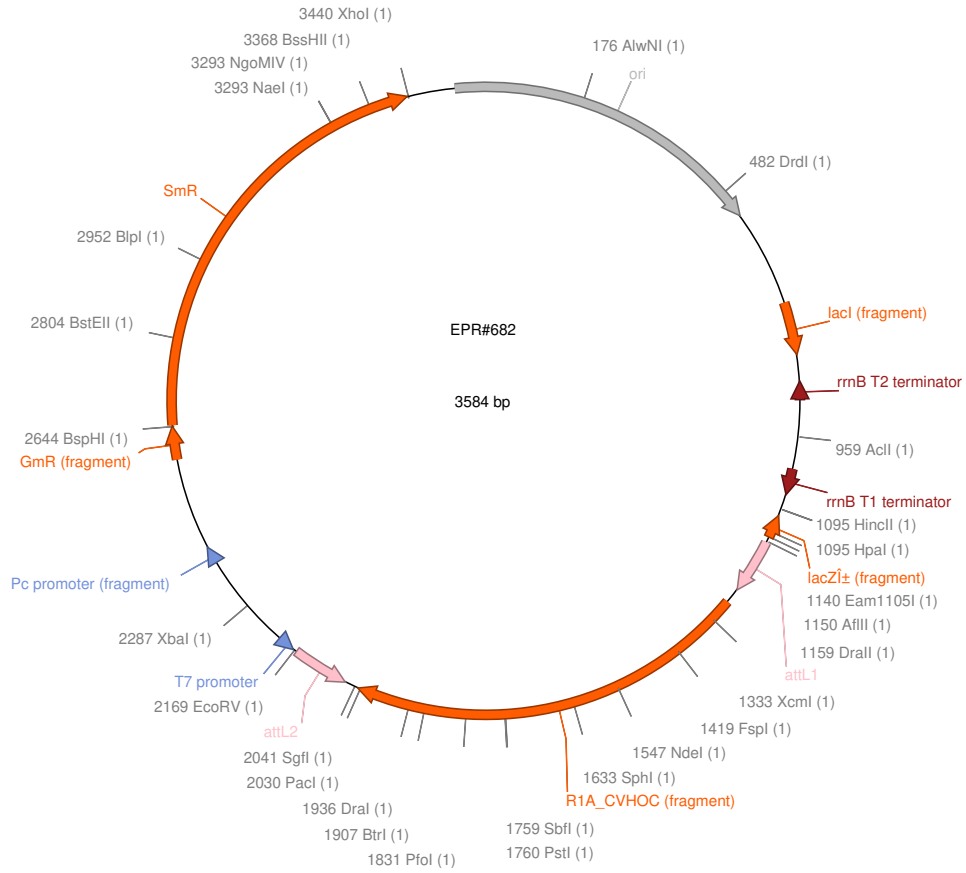 3440 XhoI (1)
3368 BssHII (1)
3293 NgoMIV (1)
3293 NaeI (1)
176 AlwNI (1)
ori
482 DrdI (1)
SmR
2952 BlpI (1)
2804 BstEII (1)
2644 BspHI (1)
GmR (fragment)
EPR#682
3584 bp
lacI (fragment)
rrnB T2 terminator
959 AclI (1)
rrnB T1 terminator
1095 HincII (1)
1095 HpaI (1)
lacZÎ± (fragment)
1140 Eam1105I (1)
1150 AflII (1)
1159 DraII (1)
attL1
1333 XcmI (1)
1419 FspI (1)
1547 NdeI (1)
1633 SphI (1)
R1A_CVHOC (fragment)
1759 SbfI (1)
1760 PstI (1)
1831 PfoI (1)
1907 BtrI (1)
1936 DraI (1)
2030 PacI (1)
2041 SgfI (1)
attL2
2169 EcoRV (1)
T7 promoter
2287 XbaI (1)
Pc promoter (fragment)